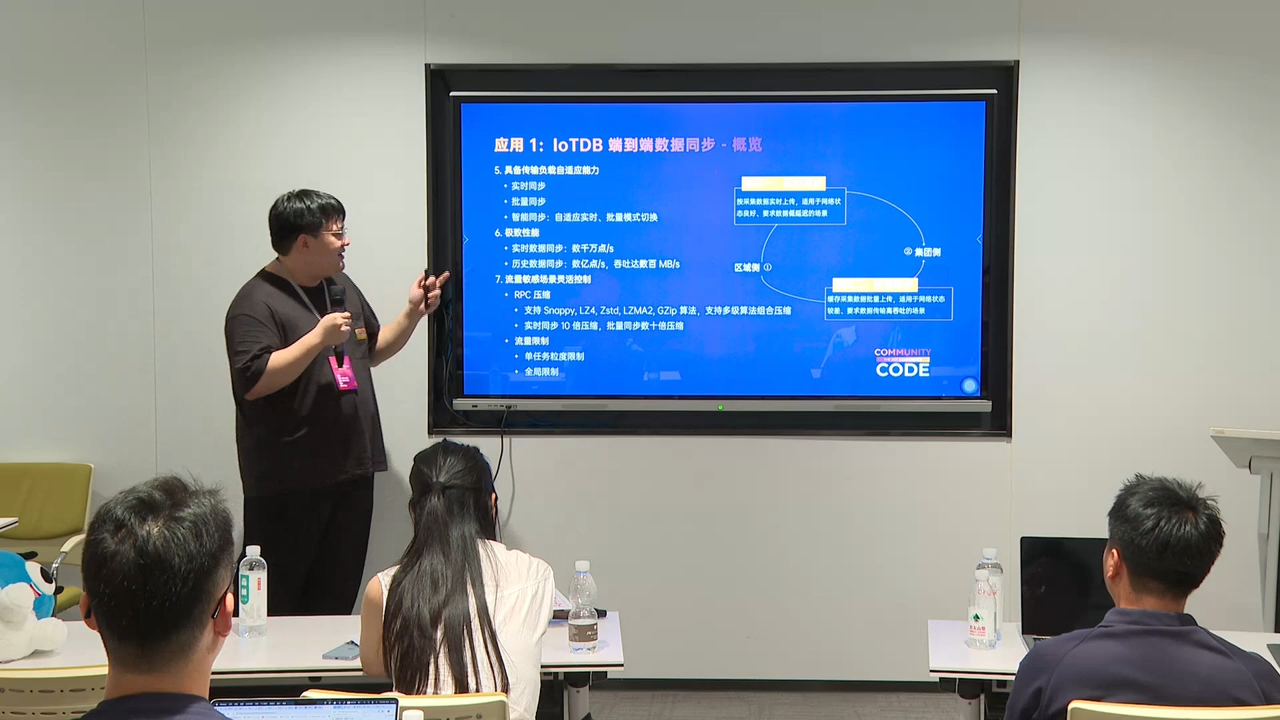 应用 1：IoTDB 端到端数据同步 - 概览
5. 具备传输负载自适应能力
• 实时同步
• 批量同步
• 智能同步：自适应实时、批量模式切换
6. 极致性能
• 实时数据同步：数千万点/s
• 历史数据同步：数亿点/s，吞吐达数百 MB/s
7. 流量敏感场景灵活控制
• RPC 压缩
• 支持 Snappy, LZ4, Zstd, LZMA2, GZip 算法，支持多级算法组合压缩
• 实时同步 10 倍压缩，批量同步数十倍压缩
• 流量限制
• 单任务粒度限制
• 全局限制
按采集数据实时上传，适用于网络状
态良好、要求数据低延迟的场景
② 集团侧
区域侧 ①
缓存采集数据批量上传，适用于网络状态
较差、要求数据传输高吞吐的场景
COMMUNITY
CODE